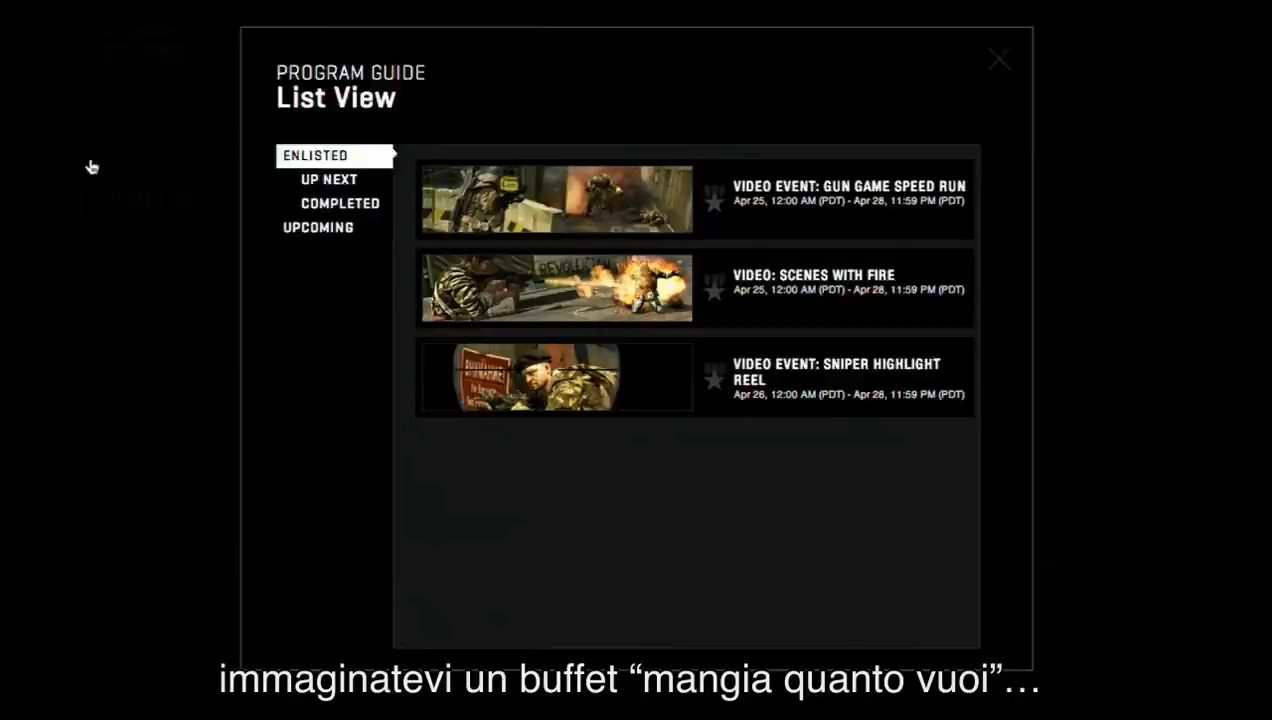 PROGRAM GUIDE
List View
ENLISTED
UP NEXT
COMPLETED
UPCOMING
VIDEO EVENT: GUN GAME SPEED RUN
Apr 25, 12:00 AM (PDT) - Apr 28, 11:59 PM (PDT)
VIDEO: SCENES WITH FIRE
Apr 25, 12:00 AM (PDT) - Apr 28, 11:59 PM (PDT)
VIDEO EVENT: SNIPER HIGHLIGHT
REEL
Apr 26, 12:00 AM (PDT) - Apr 28, 11:59 PM (PDT)
immaginatevi un buffet “mangia quanto vuoi”…